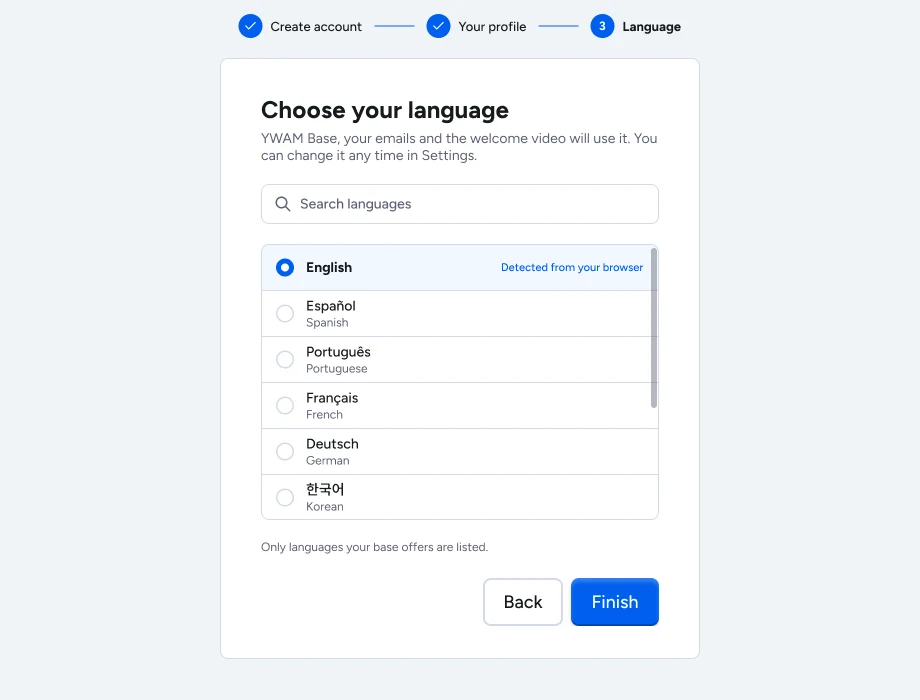 Create account
Your profile
3
Language
Choose your language
YWAM Base, your emails and the welcome video will use it. You
can change it any time in Settings.
Search languages
English
Detected from your browser
Español
Spanish
Português
Portuguese
Français
French
Deutsch
German
한국어
Korean
Only languages your base offers are listed.
Back
Finish